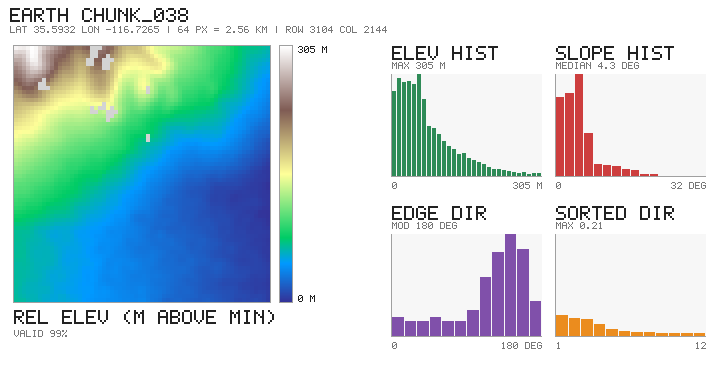 EARTH CHUNK_038
LAT 35.5932 LON -116.7265 | 64 PX = 2.56 KM | ROW 3104 COL 2144
305 M
0 M
REL ELEV (M ABOVE MIN)
VALID 99%
ELEV HIST
MAX 305 M
0 305 M
SLOPE HIST
MEDIAN 4.3 DEG
0 32 DEG
EDGE DIR
MOD 180 DEG
0 180 DEG
SORTED DIR
MAX 0.21
1 12